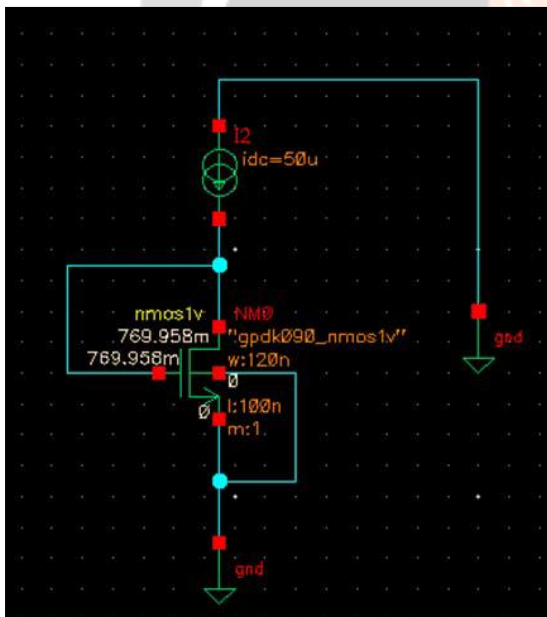 I2
idc=50u
nmos1v
NM0
769.958m
"gpdk090_nmos1v"
769.958m
w:120n
0
0
l:100n
m:1
gnd
gnd